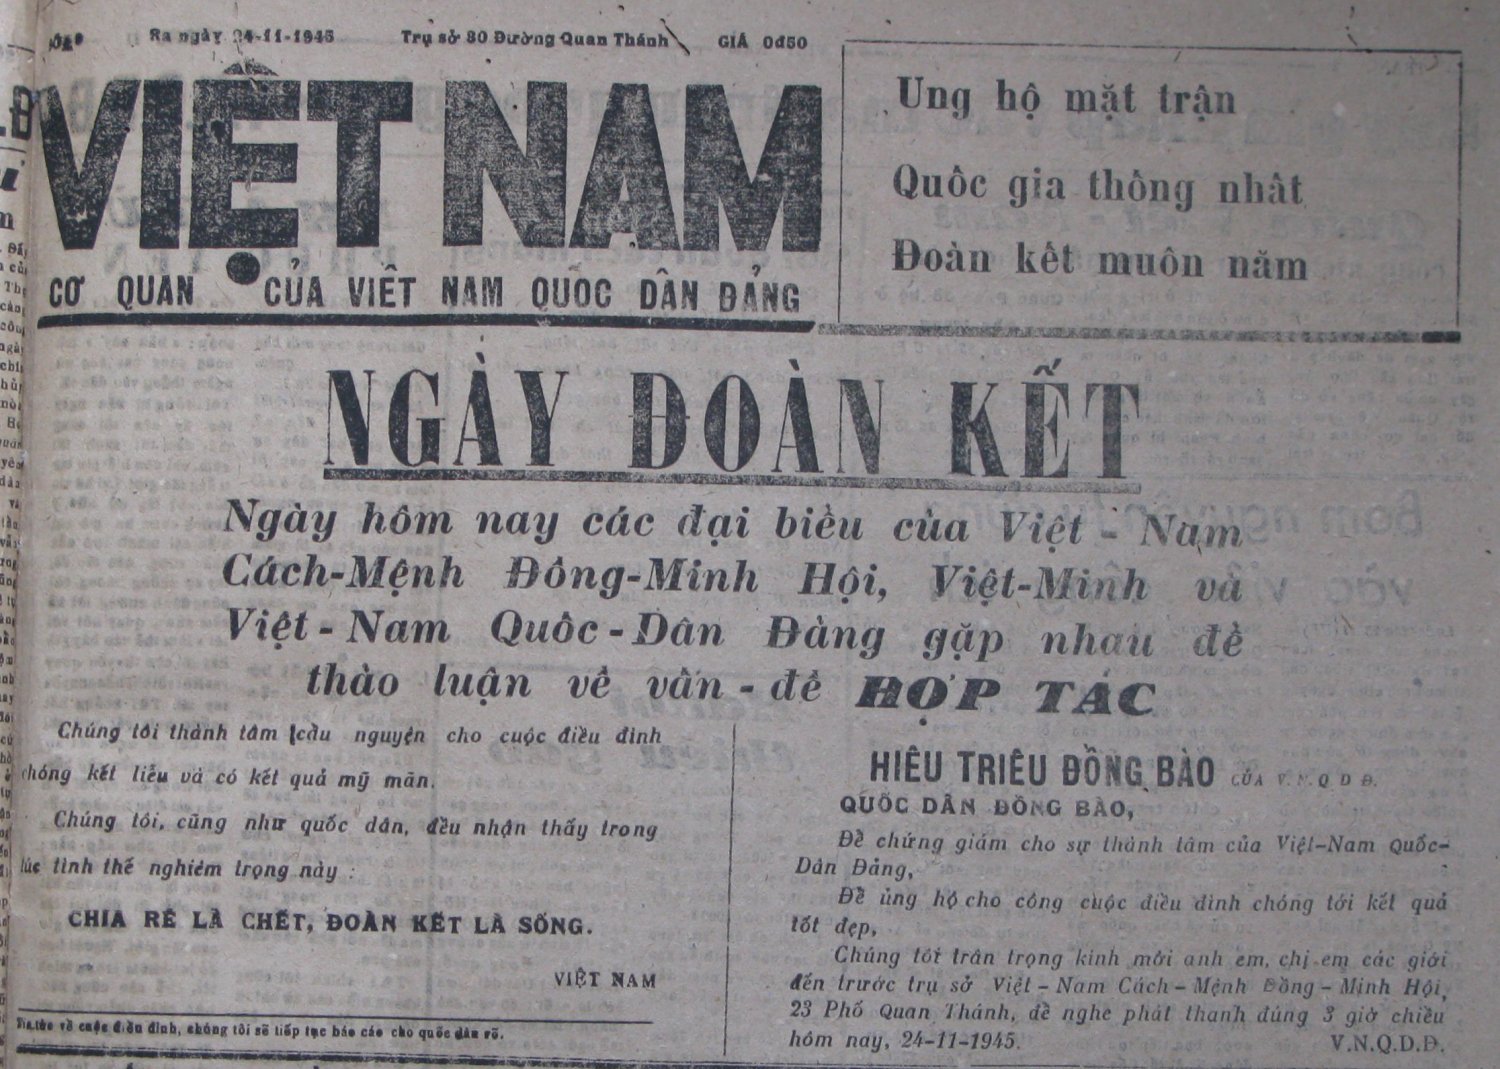 Ra ngày 24-11-1945 Trụ sở 80 Đường Quan Thánh GIÁ 0đ50
VIỆT NAM
CƠ QUAN CỦA VIỆT NAM QUỐC DÂN ĐẢNG
Ung hộ mặt trận
Quôc gia thông nhât
Đoàn kết muôn năm
NGÀY ĐOÀN KẾT
Ngày hôm nay các đại biểu của Việt - Nam
Cách-Mệnh Đồng-Minh Hội, Việt-Minh và
Việt - Nam Quôc - Dân Đảng gặp nhau để
thảo luận về vấn - đề HỢP TÁC
Chúng tôi thành tâm cầu nguyện cho cuộc điều đình
chóng kết liễu và có kết quả mỹ mãn.
Chúng tôi, cũng như quốc dân, đều nhận thấy trong
lúc tình thế nghiêm trọng này :
CHIA RẼ LÀ CHẾT, ĐOÀN KẾT LÀ SỐNG.
VIỆT NAM
về cuộc điều đình, chúng tôi sẽ tiếp tục báo cáo cho quốc dân rõ.
HIỆU TRIỆU ĐỒNG BÀO CỦA V.N.Q.D.Đ.
QUỐC DÂN ĐỒNG BÀO,
Để chứng giám cho sự thành tâm của Việt-Nam Quốc-
Dân Đảng,
Để ủng hộ cho công cuộc điều đình chóng tới kết quả
tốt đẹp,
Chúng tôi trân trọng kính mời anh em, chị em các giới
đến trước trụ sở Việt - Nam Cách - Mệnh Đồng - Minh Hội,
23 Phố Quan Thánh, để nghe phát thanh đúng 3 giờ chiều
hôm nay, 24-11-1945. V.N.Q.D.Đ.